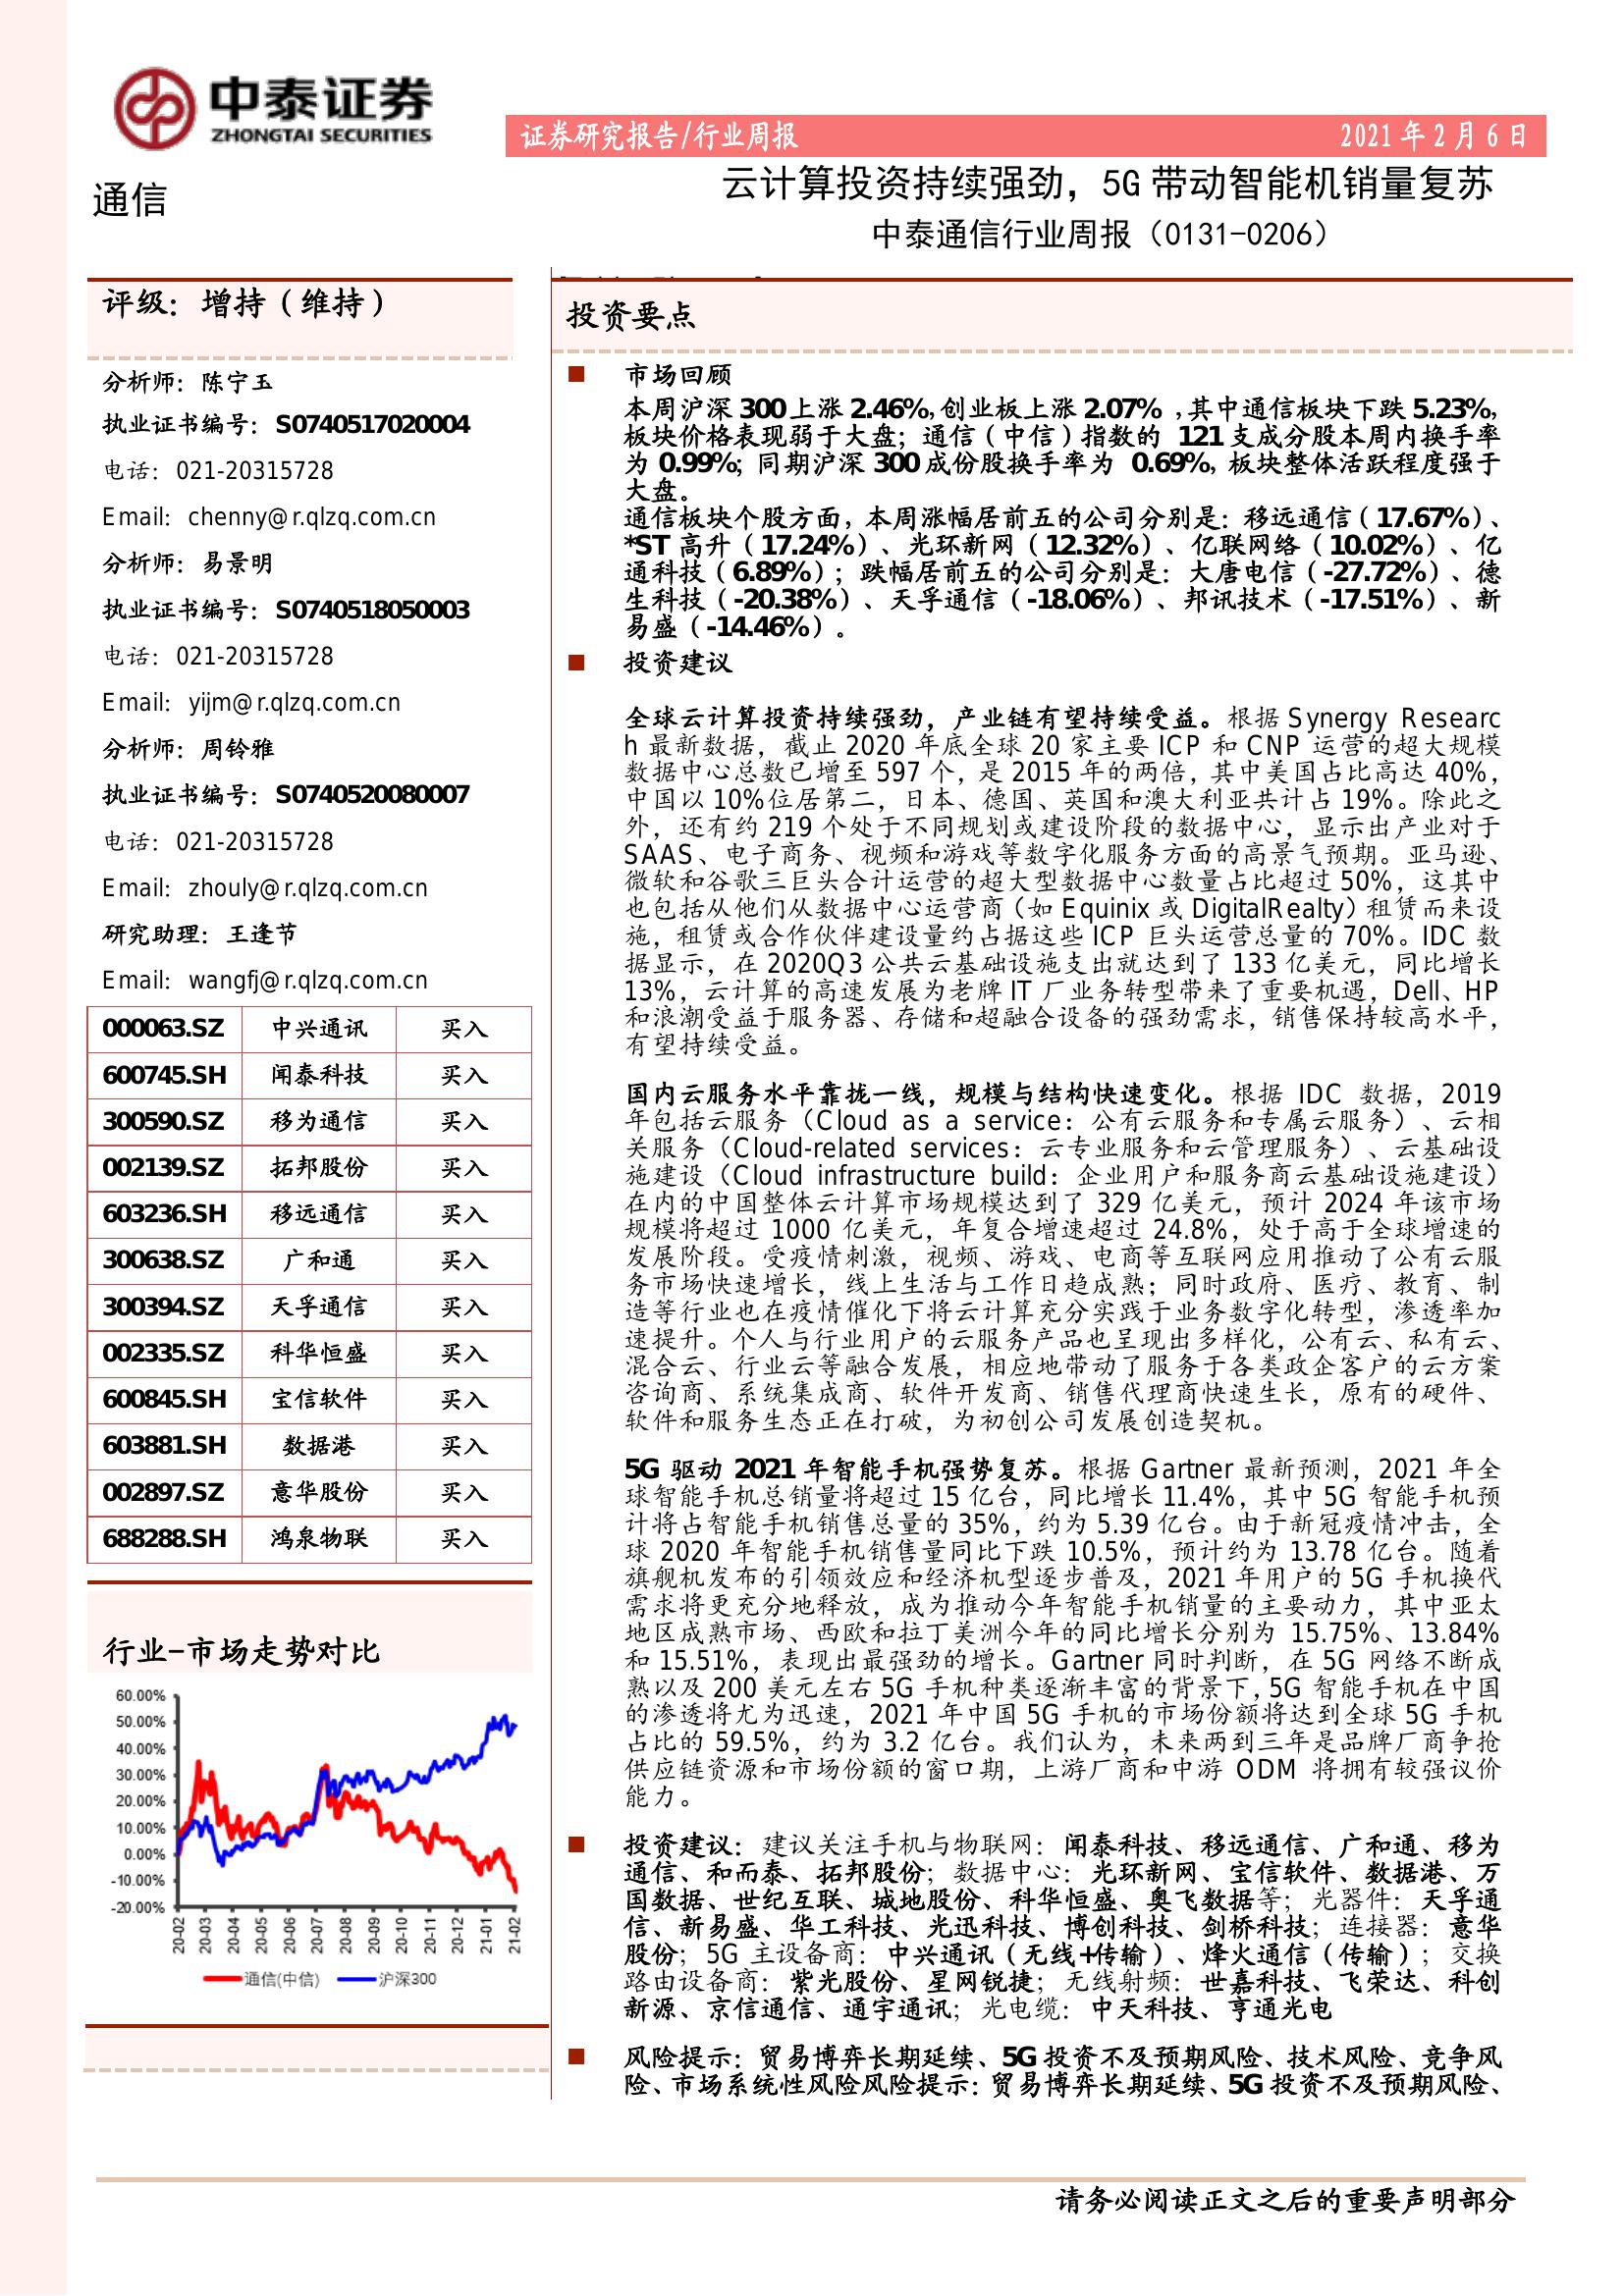 中泰证券
ZHONGTAI SECURITIES
证券研究报告/行业周报 2021年2月6日
通信
云计算投资持续强劲，5G带动智能机销量复苏
中泰通信行业周报（0131-0206）
评级：增持（维持）
分析师：陈宁玉
执业证书编号：S0740517020004
电话：021-20315728
Email：chenny@r.qlzq.com.cn
分析师：易景明
执业证书编号：S0740518050003
电话：021-20315728
Email：yijm@r.qlzq.com.cn
分析师：周铃雅
执业证书编号：S0740520080007
电话：021-20315728
Email：zhouly@r.qlzq.com.cn
研究助理：王逢节
Email：wangfj@r.qlzq.com.cn
000063.SZ 中兴通讯 买入
600745.SH 闻泰科技 买入
300590.SZ 移为通信 买入
002139.SZ 拓邦股份 买入
603236.SH 移远通信 买入
300638.SZ 广和通 买入
300394.SZ 天孚通信 买入
002335.SZ 科华恒盛 买入
600845.SH 宝信软件 买入
603881.SH 数据港 买入
002897.SZ 意华股份 买入
688288.SH 鸿泉物联 买入
行业-市场走势对比
60.00%
50.00%
40.00%
30.00%
20.00%
10.00%
0.00%
-10.00%
-20.00%
20-02 20-03 20-04 20-05 20-06 20-07 20-08 20-09 20-10 20-11 20-12 21-01 21-02
通信(中信) 沪深300
投资要点
■ 市场回顾
本周沪深300上涨2.46%，创业板上涨2.07%，其中通信板块下跌5.23%，
板块价格表现弱于大盘；通信（中信）指数的 121支成分股本周内换手率
为0.99%；同期沪深300成份股换手率为 0.69%，板块整体活跃程度强于
大盘。
通信板块个股方面，本周涨幅居前五的公司分别是：移远通信（17.67%）、
*ST高升（17.24%）、光环新网（12.32%）、亿联网络（10.02%）、亿
通科技（6.89%）；跌幅居前五的公司分别是：大唐电信（-27.72%）、德
生科技（-20.38%）、天孚通信（-18.06%）、邦讯技术（-17.51%）、新
易盛（-14.46%）。
■ 投资建议
全球云计算投资持续强劲，产业链有望持续受益。根据Synergy Researc
h最新数据，截止2020年底全球20家主要ICP和CNP运营的超大规模
数据中心总数已增至597个，是2015年的两倍，其中美国占比高达40%，
中国以10%位居第二，日本、德国、英国和澳大利亚共计占19%。除此之
外，还有约219个处于不同规划或建设阶段的数据中心，显示出产业对于
SAAS、电子商务、视频和游戏等数字化服务方面的高景气预期。亚马逊、
微软和谷歌三巨头合计运营的超大型数据中心数量占比超过50%，这其中
也包括从他们从数据中心运营商（如Equinix或DigitalRealty）租赁而来设
施，租赁或合作伙伴建设量约占据这些ICP巨头运营总量的70%。IDC数
据显示，在2020Q3公共云基础设施支出就达到了133亿美元，同比增长
13%，云计算的高速发展为老牌IT厂业务转型带来了重要机遇，Dell、HP
和浪潮受益于服务器、存储和超融合设备的强劲需求，销售保持较高水平，
有望持续受益。
国内云服务水平靠拢一线，规模与结构快速变化。根据IDC数据，2019
年包括云服务（Cloud as a service：公有云服务和专属云服务）、云相
关服务（Cloud-related services：云专业服务和云管理服务）、云基础设
施建设（Cloud infrastructure build：企业用户和服务商云基础设施建设）
在内的中国整体云计算市场规模达到了329亿美元，预计2024年该市场
规模将超过1000亿美元，年复合增速超过24.8%，处于高于全球增速的
发展阶段。受疫情刺激，视频、游戏、电商等互联网应用推动了公有云服
务市场快速增长，线上生活与工作日趋成熟；同时政府、医疗、教育、制
造等行业也在疫情催化下将云计算充分实践于业务数字化转型，渗透率加
速提升。个人与行业用户的云服务产品也呈现出多样化，公有云、私有云、
混合云、行业云等融合发展，相应地带动了服务于各类政企客户的云方案
咨询商、系统集成商、软件开发商、销售代理商快速生长，原有的硬件、
软件和服务生态正在打破，为初创公司发展创造契机。
5G驱动2021年智能手机强势复苏。根据Gartner最新预测，2021年全
球智能手机总销量将超过15亿台，同比增长11.4%，其中5G智能手机预
计将占智能手机销售总量的35%，约为5.39亿台。由于新冠疫情冲击，全
球2020年智能手机销售量同比下跌10.5%，预计约为13.78亿台。随着
旗舰机发布的引领效应和经济机型逐步普及，2021年用户的5G手机换代
需求将更充分地释放，成为推动今年智能手机销量的主要动力，其中亚太
地区成熟市场、西欧和拉丁美洲今年的同比增长分别为15.75%、13.84%
和15.51%，表现出最强劲的增长。Gartner同时判断，在5G网络不断成
熟以及200美元左右5G手机种类逐渐丰富的背景下，5G智能手机在中国
的渗透将尤为迅速，2021年中国5G手机的市场份额将达到全球5G手机
占比的59.5%，约为3.2亿台。我们认为，未来两到三年是品牌厂商争抢
供应链资源和市场份额的窗口期，上游厂商和中游ODM将拥有较强议价
能力。
■ 投资建议：建议关注手机与物联网：闻泰科技、移远通信、广和通、移为
通信、和而泰、拓邦股份；数据中心：光环新网、宝信软件、数据港、万
国数据、世纪互联、城地股份、科华恒盛、奥飞数据等；光器件：天孚通
信、新易盛、华工科技、光迅科技、博创科技、剑桥科技；连接器：意华
股份；5G主设备商：中兴通讯（无线+传输）、烽火通信（传输）；交换
路由设备商：紫光股份、星网锐捷；无线射频：世嘉科技、飞荣达、科创
新源、京信通信、通宇通讯；光电缆：中天科技、亨通光电
■ 风险提示：贸易博弈长期延续、5G投资不及预期风险、技术风险、竞争风
险、市场系统性风险风险提示：贸易博弈长期延续、5G投资不及预期风险、
请务必阅读正文之后的重要声明部分